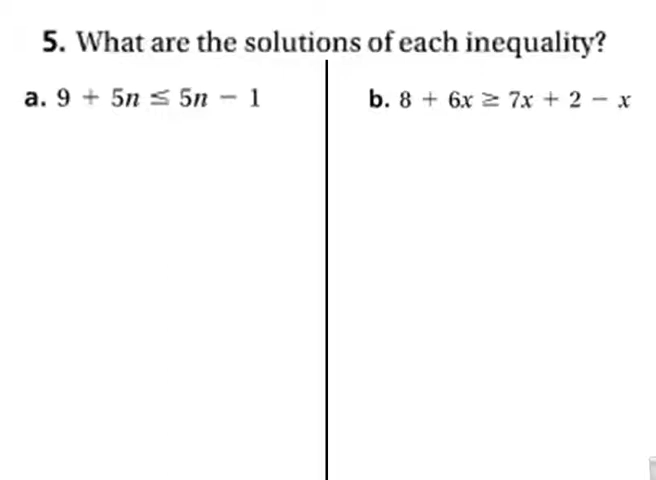 5. What are the solutions of each inequality?
a. 9 + 5n ≤ 5n − 1
b. 8 + 6x ≥ 7x + 2 − x